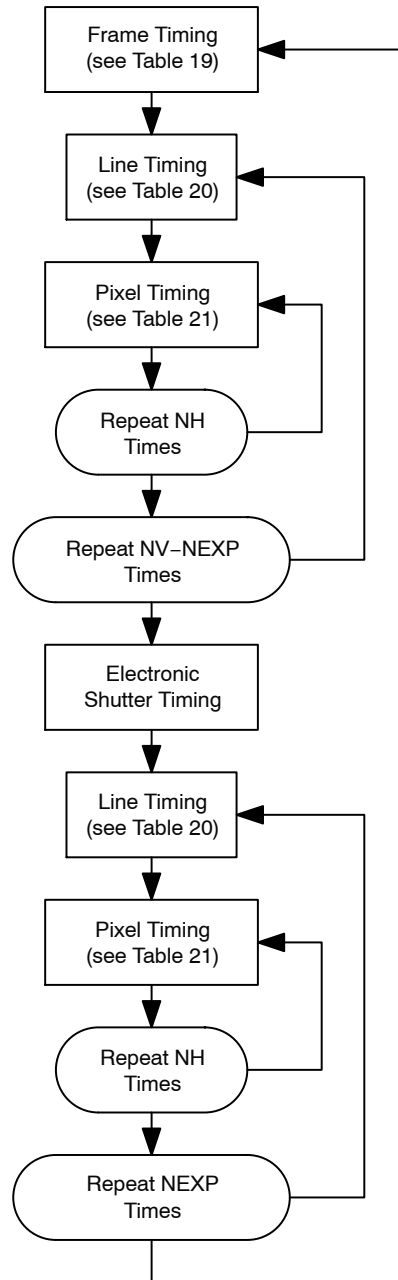 Frame Timing
(see Table 19)
Line Timing
(see Table 20)
Pixel Timing
(see Table 21)
Repeat NH
Times
Repeat NV−NEXP
Times
Electronic
Shutter Timing
Line Timing
(see Table 20)
Pixel Timing
(see Table 21)
Repeat NH
Times
Repeat NEXP
Times